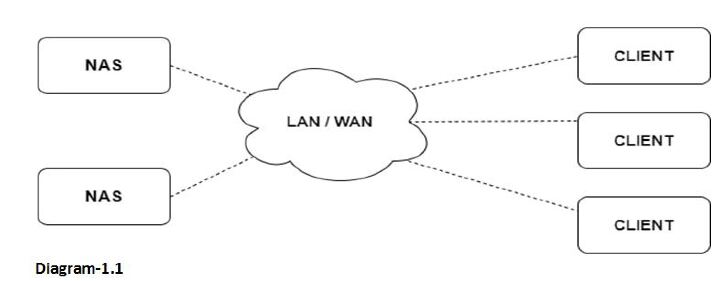 NAS
NAS
LAN / WAN
CLIENT
CLIENT
CLIENT
Diagram-1.1